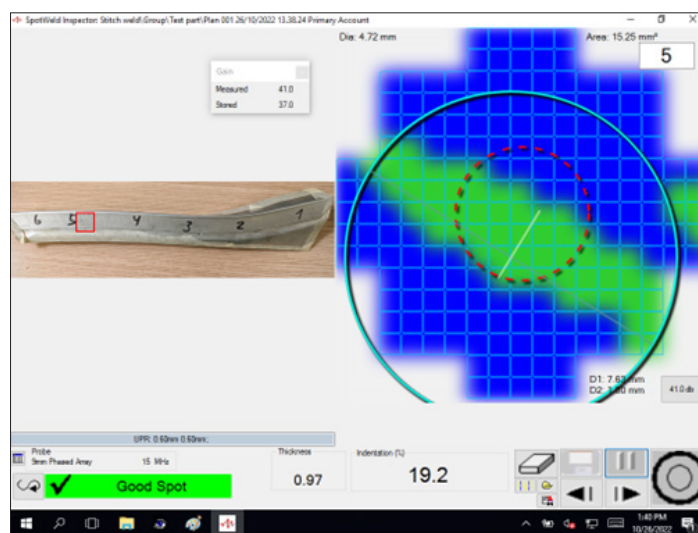 SpotWeld Inspector: Stitch weld\Group\Test part\Plan 001 26/10/2022 13.38.24 Primary Account
Dia: 4.72 mm
Area: 15.25 mm²
5
Gain
Measured 41.0
Stored 37.0
6 5 4 3 2 1
D1: 7.63 mm
41.0 db
UPR: 0.60mm 0.60mm;
Probe
9mm Phased Array 15 MHz
Thickness
0.97
Indentation (%)
19.2
Good Spot
1:40 PM
10/26/2022